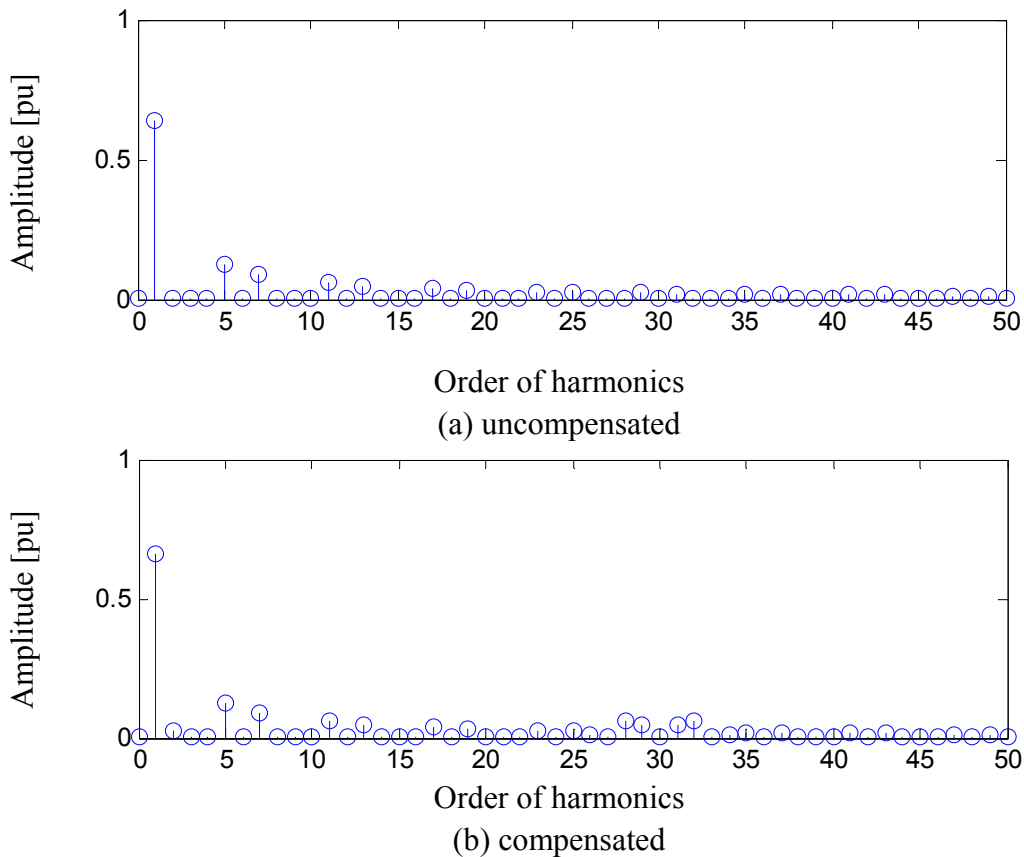 Amplitude [pu]
1
0.5
0
0 5 10 15 20 25 30 35 40 45 50
Order of harmonics
(a) uncompensated
Amplitude [pu]
1
0.5
0
0 5 10 15 20 25 30 35 40 45 50
Order of harmonics
(b) compensated